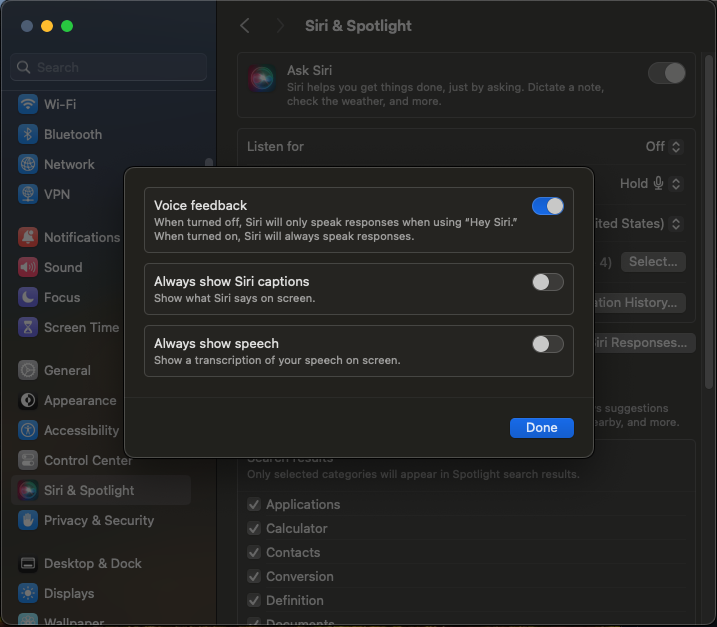 Siri & Spotlight
Search
Wi-Fi
Bluetooth
Network
VPN
Notifications
Sound
Focus
Screen Time
General
Appearance
Accessibility
Control Center
Siri & Spotlight
Privacy & Security
Desktop & Dock
Displays
Wallpaper
Ask Siri
Siri helps you get things done, just by asking. Dictate a note,
check the weather, and more.
Listen for
Off
Hold
ited States)
4)
Select...
tion History...
iri Responses...
s suggestions
earby, and more.
Voice feedback
When turned off, Siri will only speak responses when using “Hey Siri.”
When turned on, Siri will always speak responses.
Always show Siri captions
Show what Siri says on screen.
Always show speech
Show a transcription of your speech on screen.
Done
Search results
Only selected categories will appear in Spotlight search results.
Applications
Calculator
Contacts
Conversion
Definition
Documents